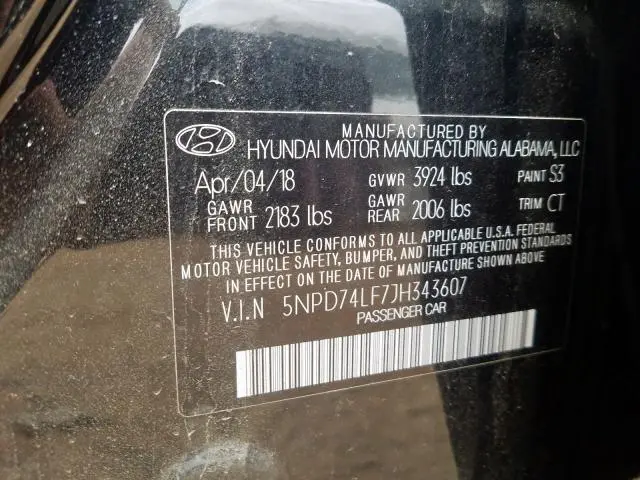 MANUFACTURED BY
HYUNDAI MOTOR MANUFACTURING ALABAMA, LLC
Apr/04/18 GVWR 3924 lbs PAINT S3
GAWR FRONT 2183 lbs GAWR REAR 2006 lbs TRIM CT
THIS VEHICLE CONFORMS TO ALL APPLICABLE U.S.A. FEDERAL
MOTOR VEHICLE SAFETY, BUMPER, AND THEFT PREVENTION STANDARDS
IN EFFECT ON THE DATE OF MANUFACTURE SHOWN ABOVE
V.I.N 5NPD74LF7JH343607
PASSENGER CAR